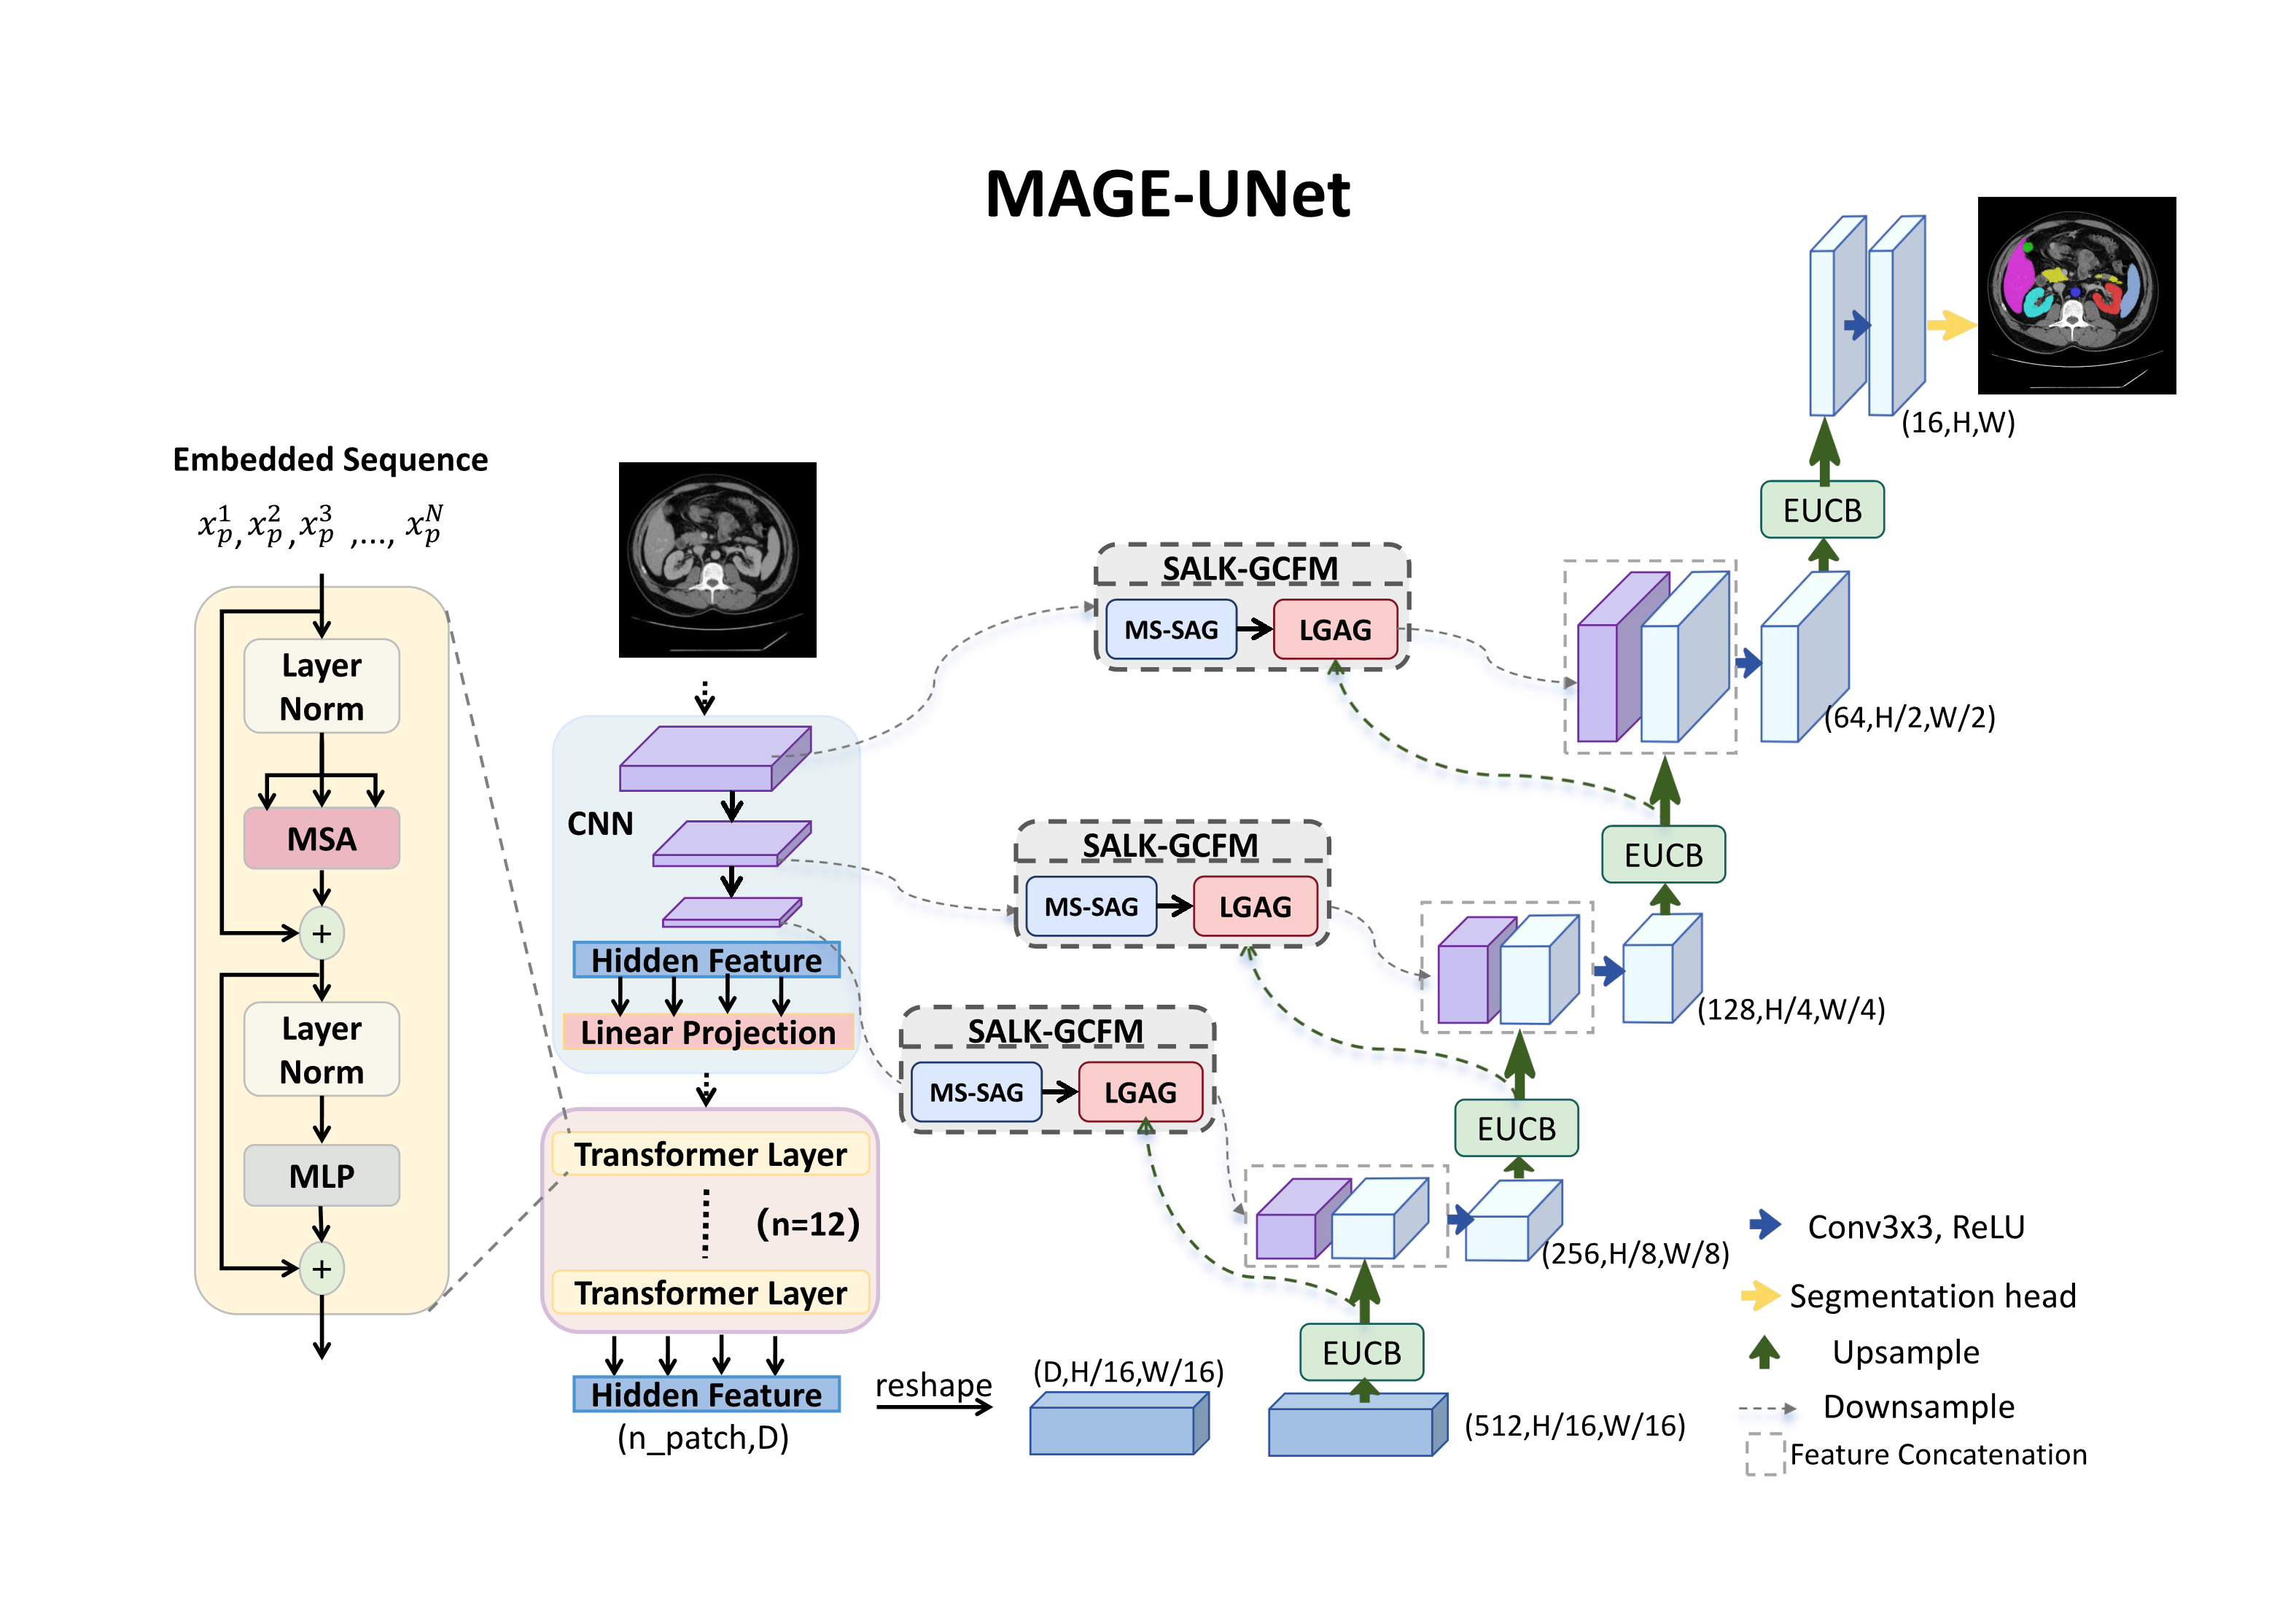 MAGE-UNet
Embedded Sequence
x_p^1, x_p^2, x_p^3 ,..., x_p^N
Layer
Norm
MSA
+
Layer
Norm
MLP
+
CNN
Hidden Feature
Linear Projection
Transformer Layer
(n=12)
Transformer Layer
Hidden Feature
(n_patch,D)
reshape
(D,H/16,W/16)
(512,H/16,W/16)
EUCB
SALK-GCFM
MS-SAG
LGAG
(256,H/8,W/8)
EUCB
SALK-GCFM
MS-SAG
LGAG
(128,H/4,W/4)
EUCB
SALK-GCFM
MS-SAG
LGAG
(64,H/2,W/2)
EUCB
(16,H,W)
Conv3x3, ReLU
Segmentation head
Upsample
Downsample
Feature Concatenation